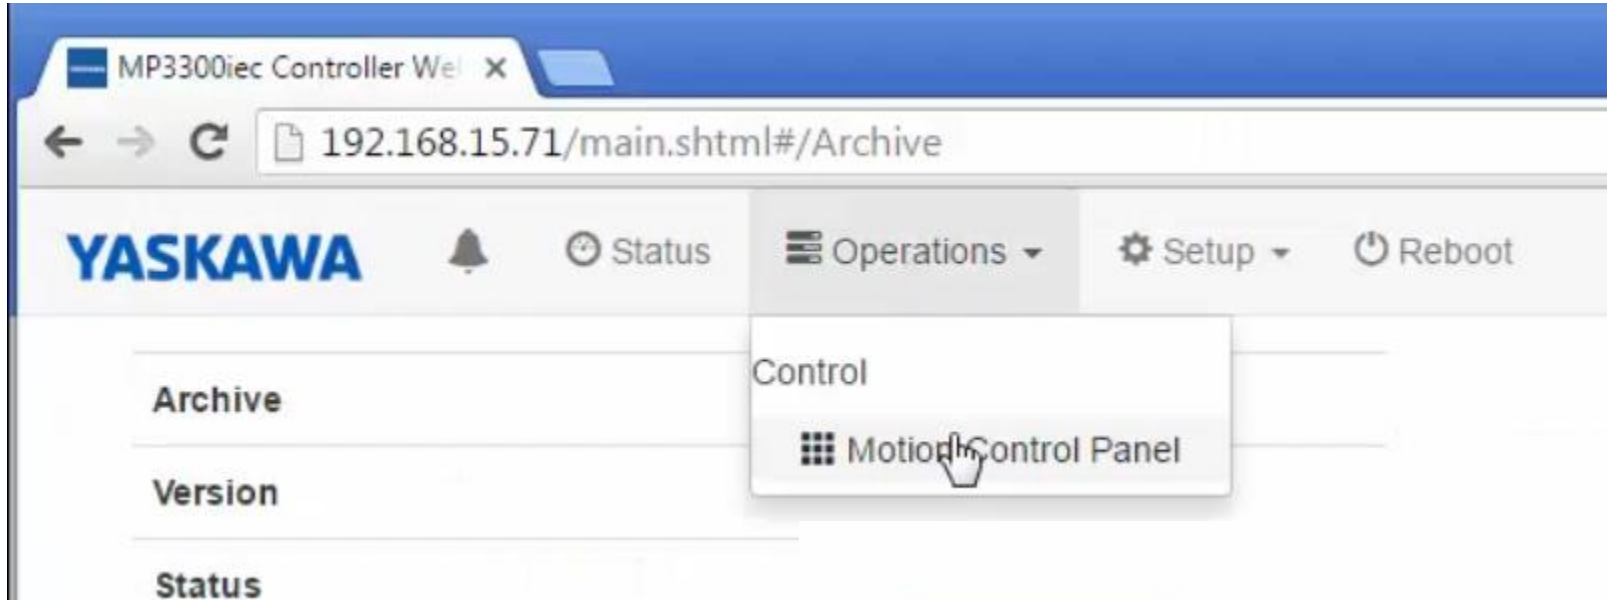 MP3300iec Controller We
192.168.15.71/main.shtml#/Archive
YASKAWA Status Operations Setup Reboot
Control
Archive
Motion Control Panel
Version
Status